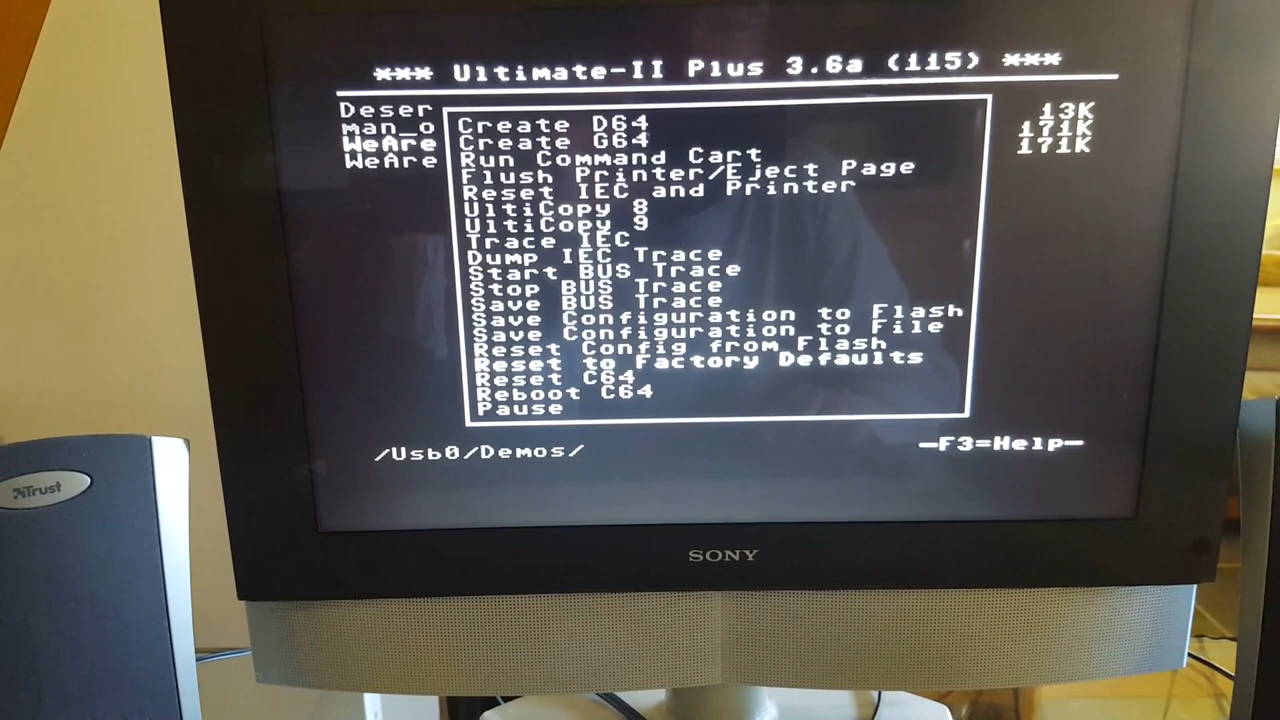 *** Ultimate-II Plus 3.6a (115) ***
Deser 13K
man_o 171K
WeAre 171K
WeAre
Create D64
Create G64
Run Command Cart
Flush Printer/Eject Page
Reset IEC and Printer
UltiCopy 8
UltiCopy 9
Trace IEC
Dump IEC Trace
Start BUS Trace
Stop BUS Trace
Save BUS Trace
Save Configuration to Flash
Save Configuration to File
Reset Config from Flash
Reset to Factory Defaults
Reset C64
Reboot C64
Pause
/Usb0/Demos/ —F3=Help—
Trust
SONY